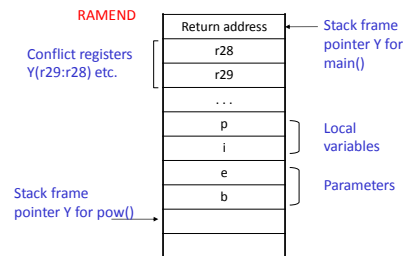 RAMEND
Return address
Stack frame
pointer Y for
main()
Conflict registers
Y(r29:r28) etc.
r28
r29
. . .
p
i
Local
variables
e
b
Parameters
Stack frame
pointer Y for pow()